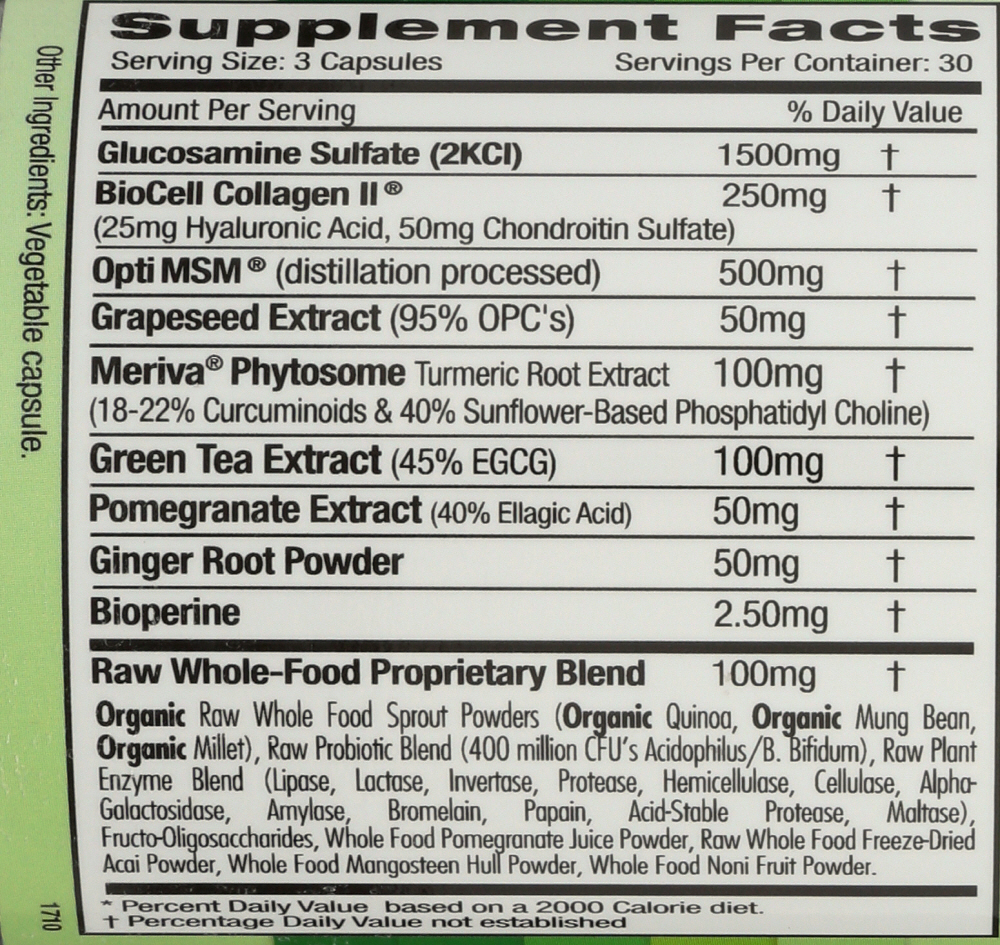 Supplement Facts
Serving Size: 3 Capsules Servings Per Container: 30
Amount Per Serving % Daily Value
Glucosamine Sulfate (2KCl) 1500mg †
BioCell Collagen II® 250mg †
(25mg Hyaluronic Acid, 50mg Chondroitin Sulfate)
Opti MSM® (distillation processed) 500mg †
Grapeseed Extract (95% OPC's) 50mg †
Meriva® Phytosome Turmeric Root Extract 100mg †
(18-22% Curcuminoids & 40% Sunflower-Based Phosphatidyl Choline)
Green Tea Extract (45% EGCG) 100mg †
Pomegranate Extract (40% Ellagic Acid) 50mg †
Ginger Root Powder 50mg †
Bioperine 2.50mg †
Raw Whole-Food Proprietary Blend 100mg †
Organic Raw Whole Food Sprout Powders (Organic Quinoa, Organic Mung Bean,
Organic Millet), Raw Probiotic Blend (400 million CFU's Acidophilus/B. Bifidum), Raw Plant
Enzyme Blend (Lipase, Lactase, Invertase, Protease, Hemicellulase, Cellulase, Alpha-
Galactosidase, Amylase, Bromelain, Papain, Acid-Stable Protease, Maltase),
Fructo-Oligosaccharides, Whole Food Pomegranate Juice Powder, Raw Whole Food Freeze-Dried
Acai Powder, Whole Food Mangosteen Hull Powder, Whole Food Noni Fruit Powder.
* Percent Daily Value based on a 2000 Calorie diet.
† Percentage Daily Value not established
Other Ingredients: Vegetable capsule.
1710